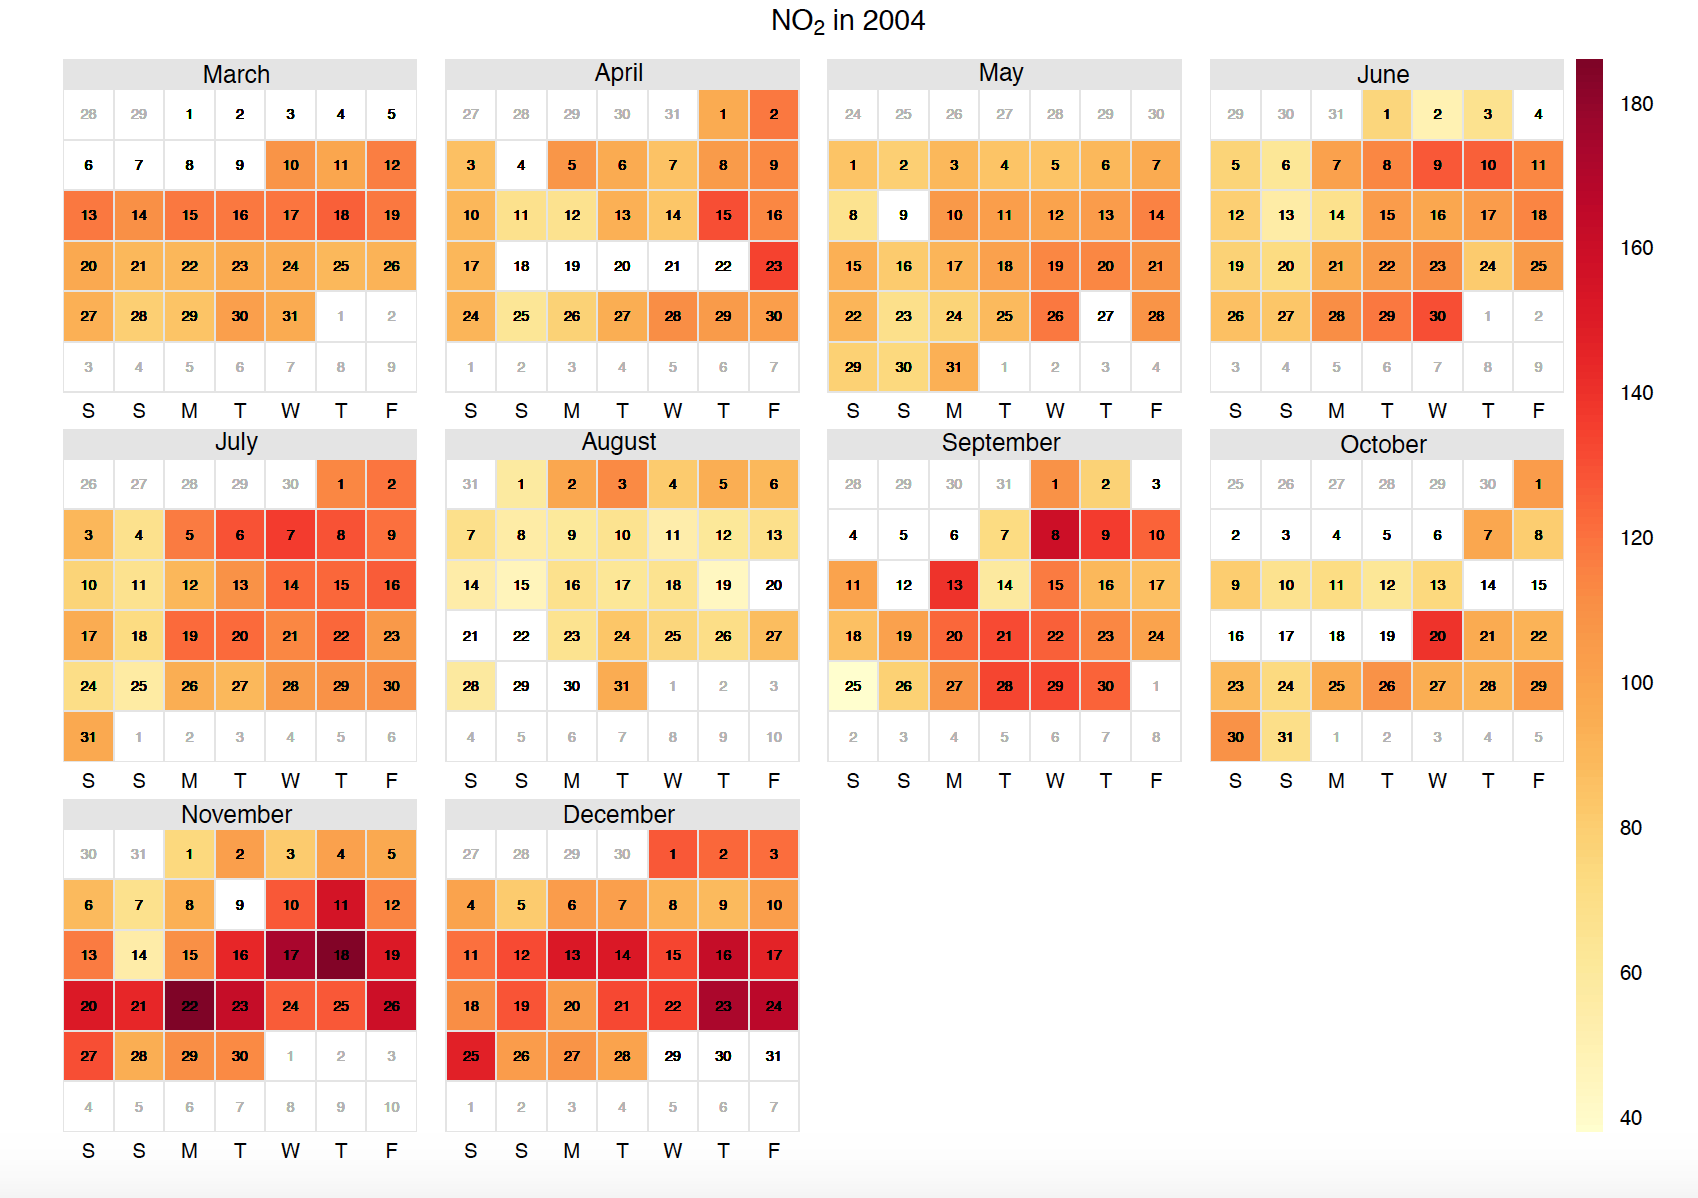 NO₂ in 2004
March April May June
28 29 1 2 3 4 5 27 28 29 30 31 1 2 24 25 26 27 28 29 30 29 30 31 1 2 3 4 180
6 7 8 9 10 11 12 3 4 5 6 7 8 9 1 2 3 4 5 6 7 5 6 7 8 9 10 11
13 14 15 16 17 18 19 10 11 12 13 14 15 16 8 9 10 11 12 13 14 12 13 14 15 16 17 18
160
20 21 22 23 24 25 26 17 18 19 20 21 22 23 15 16 17 18 19 20 21 19 20 21 22 23 24 25
27 28 29 30 31 1 2 24 25 26 27 28 29 30 22 23 24 25 26 27 28 26 27 28 29 30 1 2
3 4 5 6 7 8 9 1 2 3 4 5 6 7 29 30 31 1 2 3 4 3 4 5 6 7 8 9
140
S S M T W T F S S M T W T F S S M T W T F S S M T W T F
July August September October
26 27 28 29 30 1 2 31 1 2 3 4 5 6 28 29 30 31 1 2 3 25 26 27 28 29 30 1
3 4 5 6 7 8 9 7 8 9 10 11 12 13 4 5 6 7 8 9 10 2 3 4 5 6 7 8 120
10 11 12 13 14 15 16 14 15 16 17 18 19 20 11 12 13 14 15 16 17 9 10 11 12 13 14 15
17 18 19 20 21 22 23 21 22 23 24 25 26 27 18 19 20 21 22 23 24 16 17 18 19 20 21 22
24 25 26 27 28 29 30 28 29 30 31 1 2 3 25 26 27 28 29 30 1 23 24 25 26 27 28 29 100
31 1 2 3 4 5 6 4 5 6 7 8 9 10 2 3 4 5 6 7 8 30 31 1 2 3 4 5
S S M T W T F S S M T W T F S S M T W T F S S M T W T F
November December
80
30 31 1 2 3 4 5 27 28 29 30 1 2 3
6 7 8 9 10 11 12 4 5 6 7 8 9 10
13 14 15 16 17 18 19 11 12 13 14 15 16 17
60
20 21 22 23 24 25 26 18 19 20 21 22 23 24
27 28 29 30 1 2 3 25 26 27 28 29 30 31
4 5 6 7 8 9 10 1 2 3 4 5 6 7
40
S S M T W T F S S M T W T F